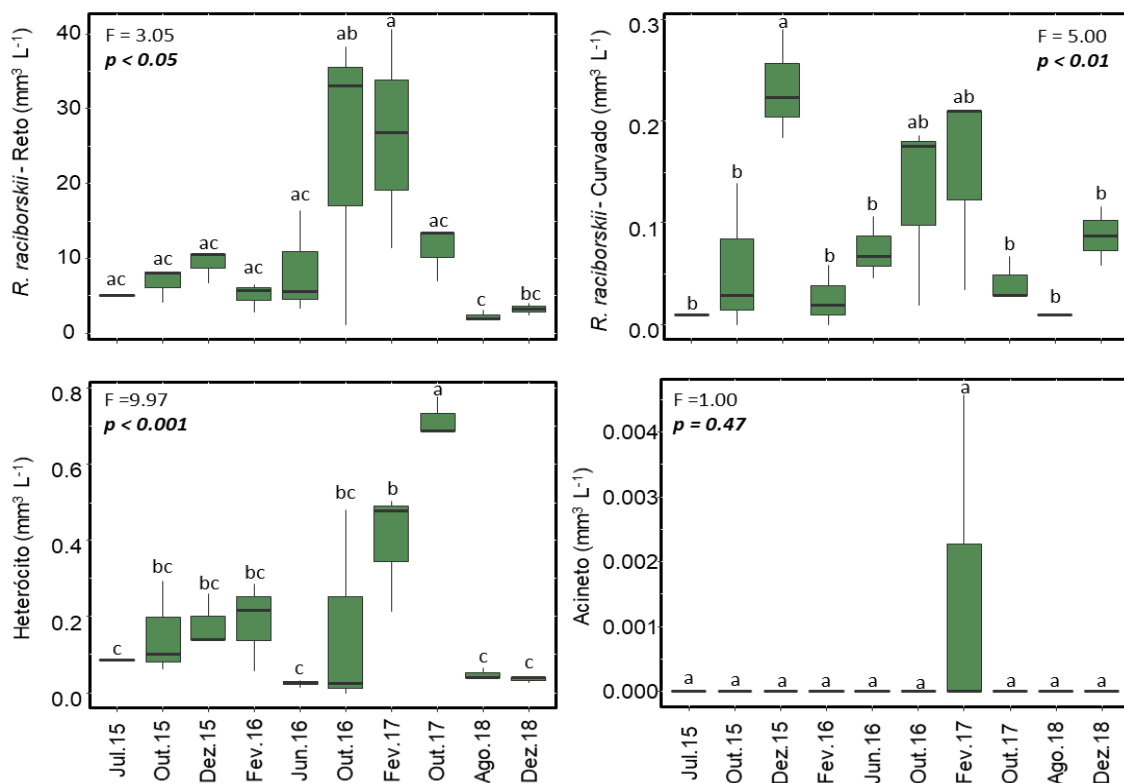 R. raciborskii - Reto (mm³ L⁻¹)
40
30
20
10
0
F = 3.05
p < 0.05
ac
ac
ac
ac
ac
ab
a
ac
c
bc
R. raciborskii - Curvado (mm³ L⁻¹)
0.3
0.2
0.1
0.0
F = 5.00
p < 0.01
b
b
a
b
b
ab
ab
b
b
b
Heterócito (mm³ L⁻¹)
0.8
0.6
0.4
0.2
0.0
F =9.97
p < 0.001
c
bc
bc
bc
c
bc
b
a
c
c
Jul.15
Out.15
Dez.15
Fev.16
Jun.16
Out.16
Fev.17
Out.17
Ago.18
Dez.18
Acineto (mm³ L⁻¹)
0.004
0.003
0.002
0.001
0.000
F =1.00
p = 0.47
a
a
a
a
a
a
a
a
a
a
Jul.15
Out.15
Dez.15
Fev.16
Jun.16
Out.16
Fev.17
Out.17
Ago.18
Dez.18